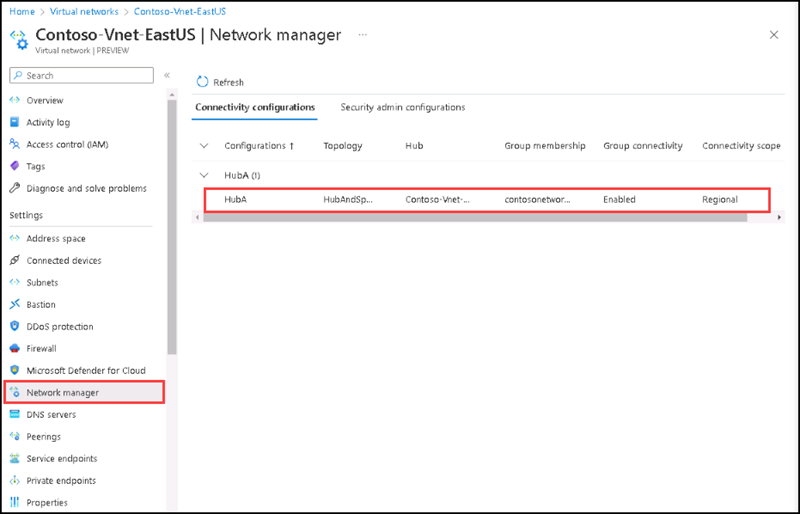 Home > Virtual networks > Contoso-Vnet-EastUS
Contoso-Vnet-EastUS | Network manager ...
Virtual network | PREVIEW
Search
«
Overview
Activity log
Access control (IAM)
Tags
Diagnose and solve problems
Settings
Address space
Connected devices
Subnets
Bastion
DDoS protection
Firewall
Microsoft Defender for Cloud
Network manager
DNS servers
Peerings
Service endpoints
Private endpoints
Properties
Refresh
Connectivity configurations Security admin configurations
Configurations ↑ Topology Hub Group membership Group connectivity Connectivity scope
HubA (1)
HubA HubAndSp... Contoso-Vnet-... contosonetwor... Enabled Regional